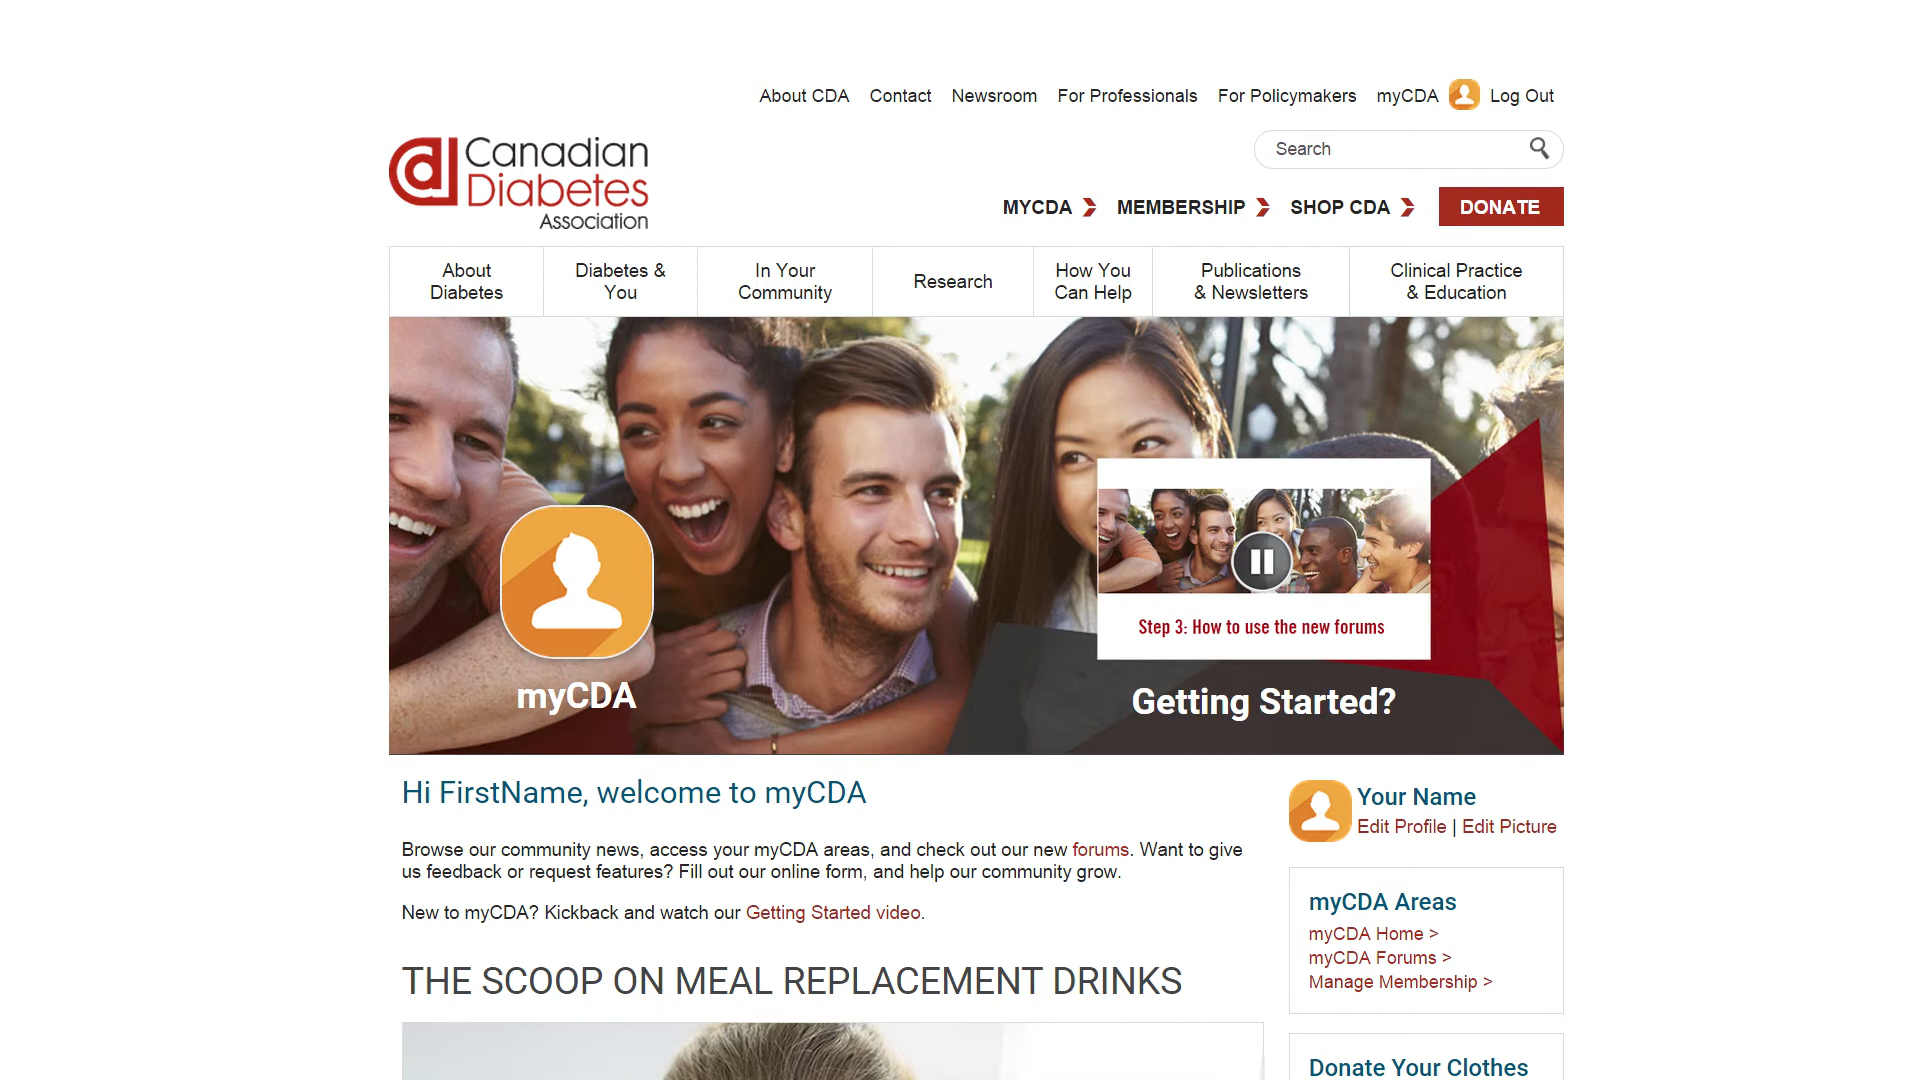 About CDA Contact Newsroom For Professionals For Policymakers myCDA Log Out
Canadian
Diabetes
Association
Search
MYCDA MEMBERSHIP SHOP CDA DONATE
About
Diabetes
Diabetes &
You
In Your
Community
Research
How You
Can Help
Publications
& Newsletters
Clinical Practice
& Education
Step 3: How to use the new forums
myCDA
Getting Started?
Hi FirstName, welcome to myCDA
Browse our community news, access your myCDA areas, and check out our new forums. Want to give
us feedback or request features? Fill out our online form, and help our community grow.
New to myCDA? Kickback and watch our Getting Started video.
THE SCOOP ON MEAL REPLACEMENT DRINKS
Your Name
Edit Profile | Edit Picture
myCDA Areas
myCDA Home >
myCDA Forums >
Manage Membership >
Donate Your Clothes